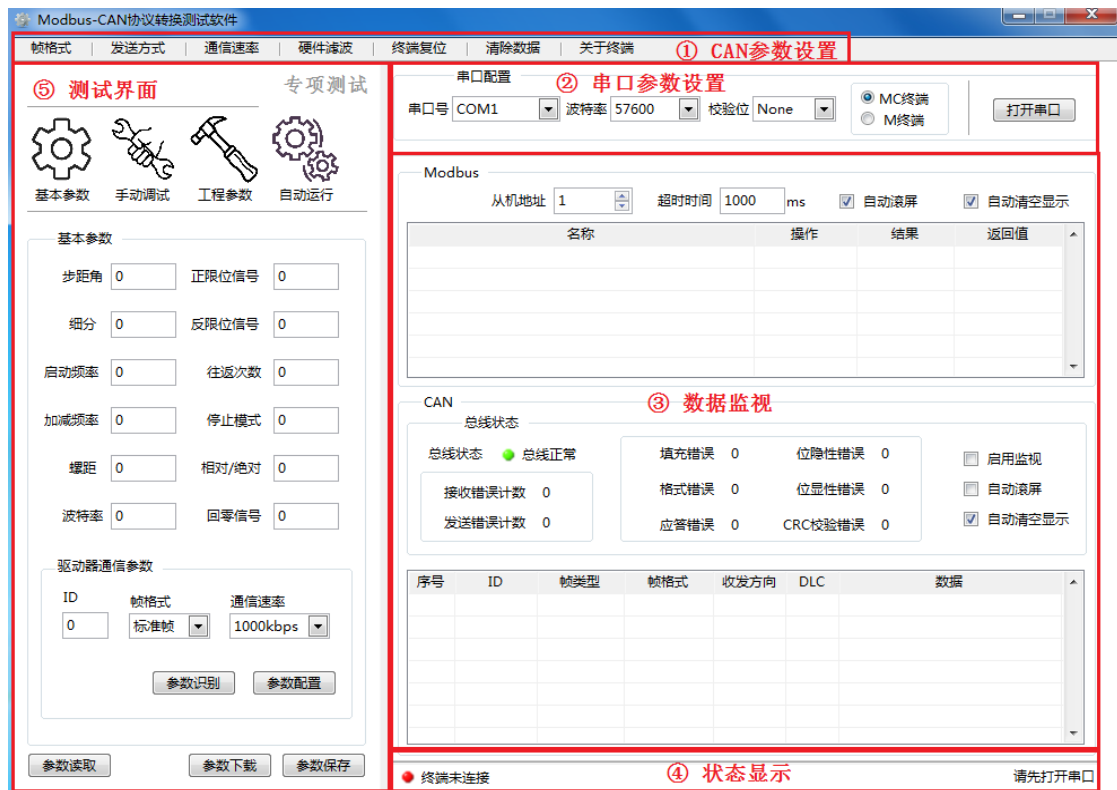 Modbus-CAN协议转换测试软件
帧格式 | 发送方式 | 通信速率 | 硬件滤波 | 终端复位 | 清除数据 | 关于终端
① CAN参数设置
⑤ 测试界面
专项测试
基本参数 手动调试 工程参数 自动运行
基本参数
步距角 0 正限位信号 0
细分 0 反限位信号 0
启动频率 0 往返次数 0
加减频率 0 停止模式 0
螺距 0 相对/绝对 0
波特率 0 回零信号 0
驱动器通信参数
ID 帧格式 通信速率
0 标准帧 1000kbps
参数识别 参数配置
参数读取 参数下载 参数保存
串口配置
② 串口参数设置
串口号 COM1 波特率 57600 校验位 None
MC终端
M终端
打开串口
Modbus
从机地址 1 超时时间 1000 ms 自动滚屏 自动清空显示
名称 操作 结果 返回值
CAN
③ 数据监视
总线状态
总线状态 总线正常
接收错误计数 0
发送错误计数 0
填充错误 0 位隐性错误 0
格式错误 0 位显性错误 0
应答错误 0 CRC校验错误 0
启用监视
自动滚屏
自动清空显示
序号 ID 帧类型 帧格式 收发方向 DLC 数据
④ 状态显示
终端未连接
请先打开串口